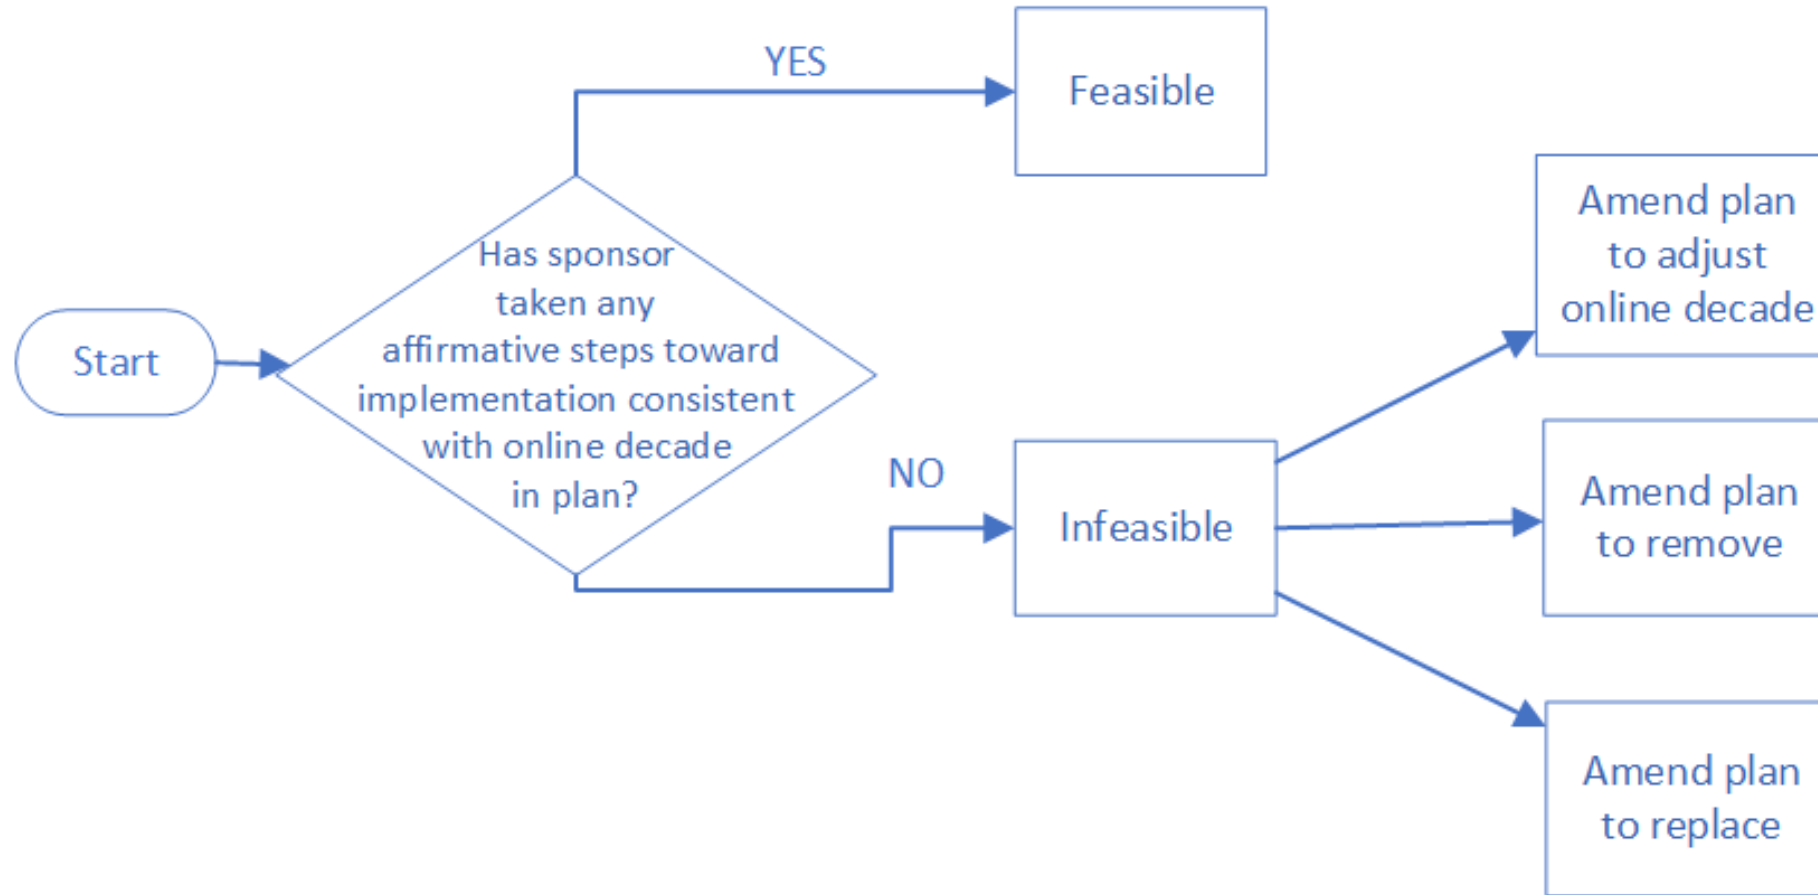 Start
Has sponsor
taken any
affirmative steps toward
implementation consistent
with online decade
in plan?
YES
Feasible
NO
Infeasible
Amend plan
to adjust
online decade
Amend plan
to remove
Amend plan
to replace